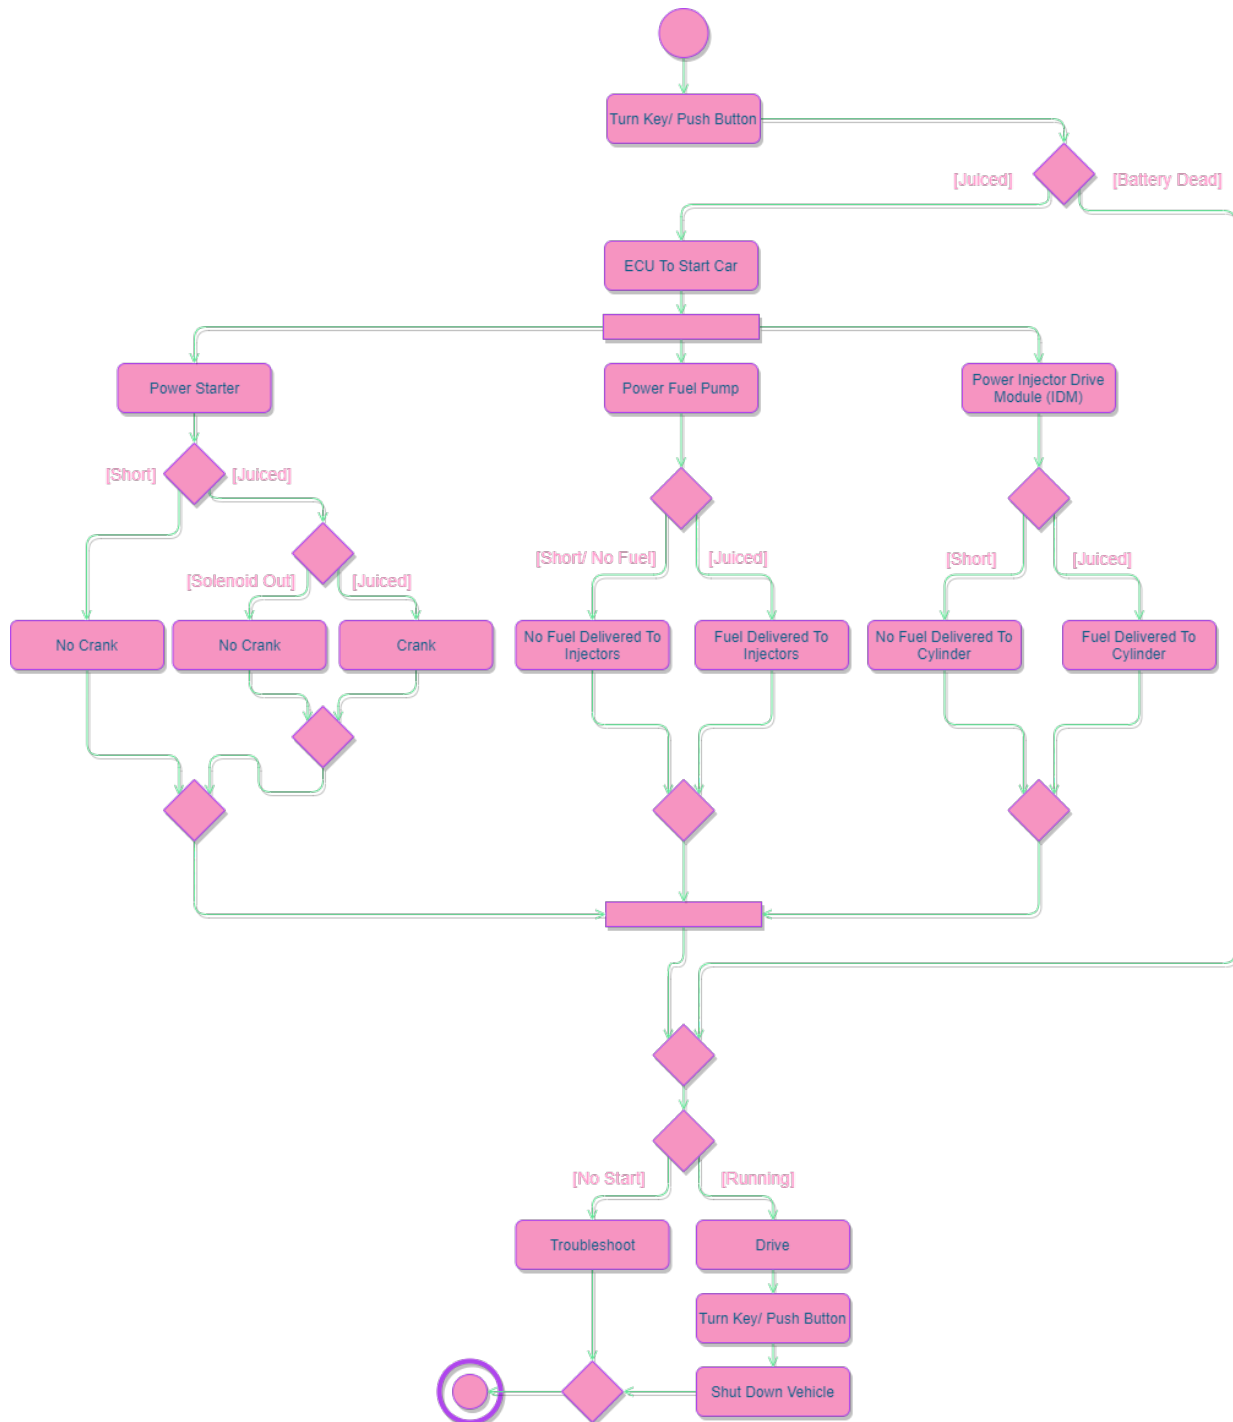 Turn Key/ Push Button
[Juiced]
[Battery Dead]
ECU To Start Car
Power Starter
Power Fuel Pump
Power Injector Drive
Module (IDM)
[Short]
[Juiced]
[Solenoid Out]
[Juiced]
[Short/ No Fuel]
[Juiced]
[Short]
[Juiced]
No Crank
No Crank
Crank
No Fuel Delivered To
Injectors
Fuel Delivered To
Injectors
No Fuel Delivered To
Cylinder
Fuel Delivered To
Cylinder
[No Start]
[Running]
Troubleshoot
Drive
Turn Key/ Push Button
Shut Down Vehicle